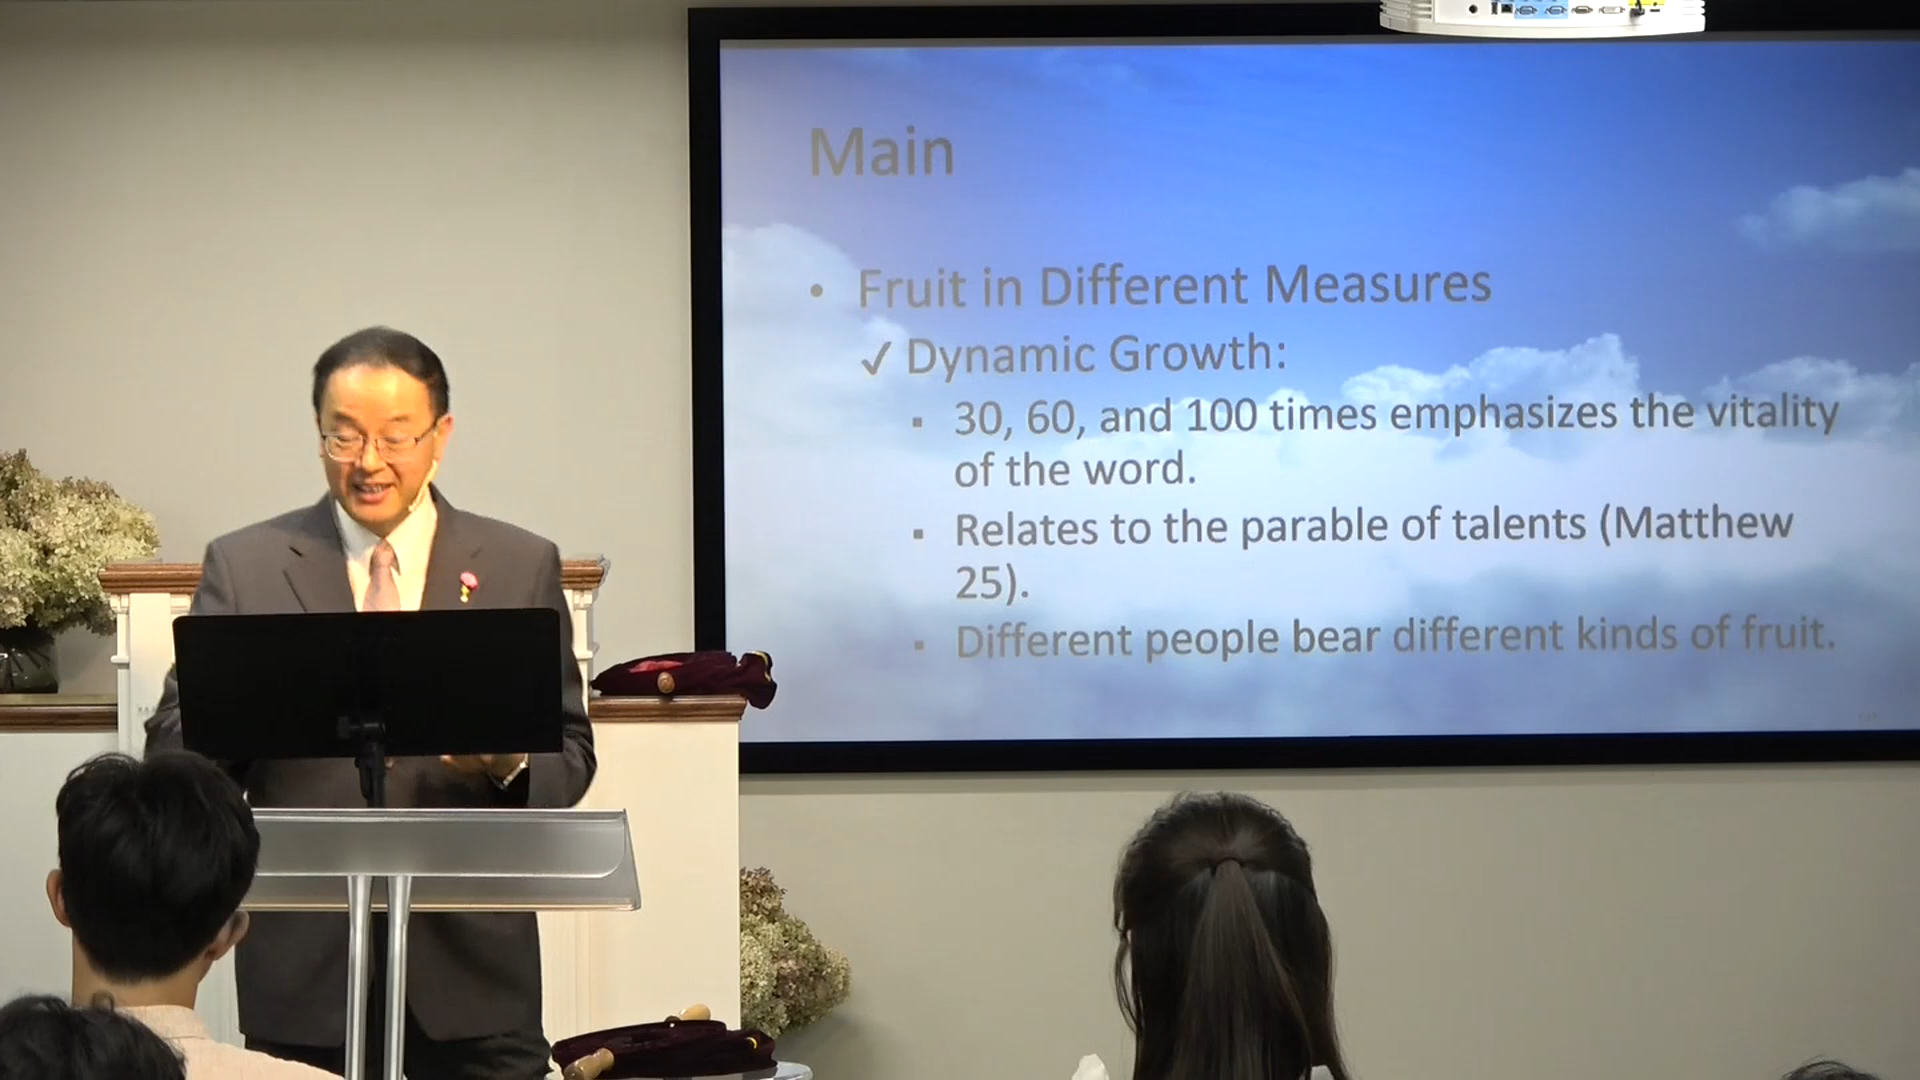 Main
• Fruit in Different Measures
✓ Dynamic Growth:
▪ 30, 60, and 100 times emphasizes the vitality
of the word.
▪ Relates to the parable of talents (Matthew
25).
▪ Different people bear different kinds of fruit.